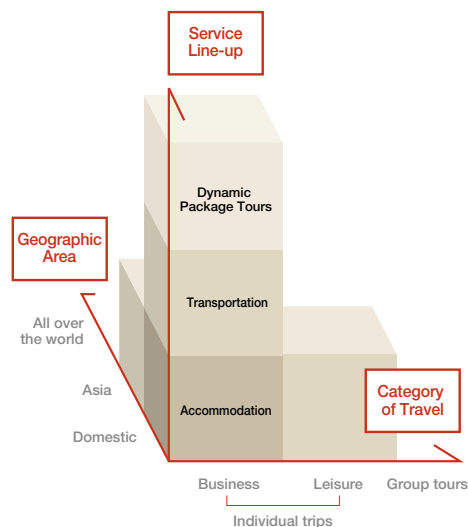 Service
Line-up
Dynamic
Package Tours
Geographic
Area
Transportation
All over
the world
Asia
Category
of Travel
Accommodation
Domestic
Business
Leisure
Group tours
Individual trips